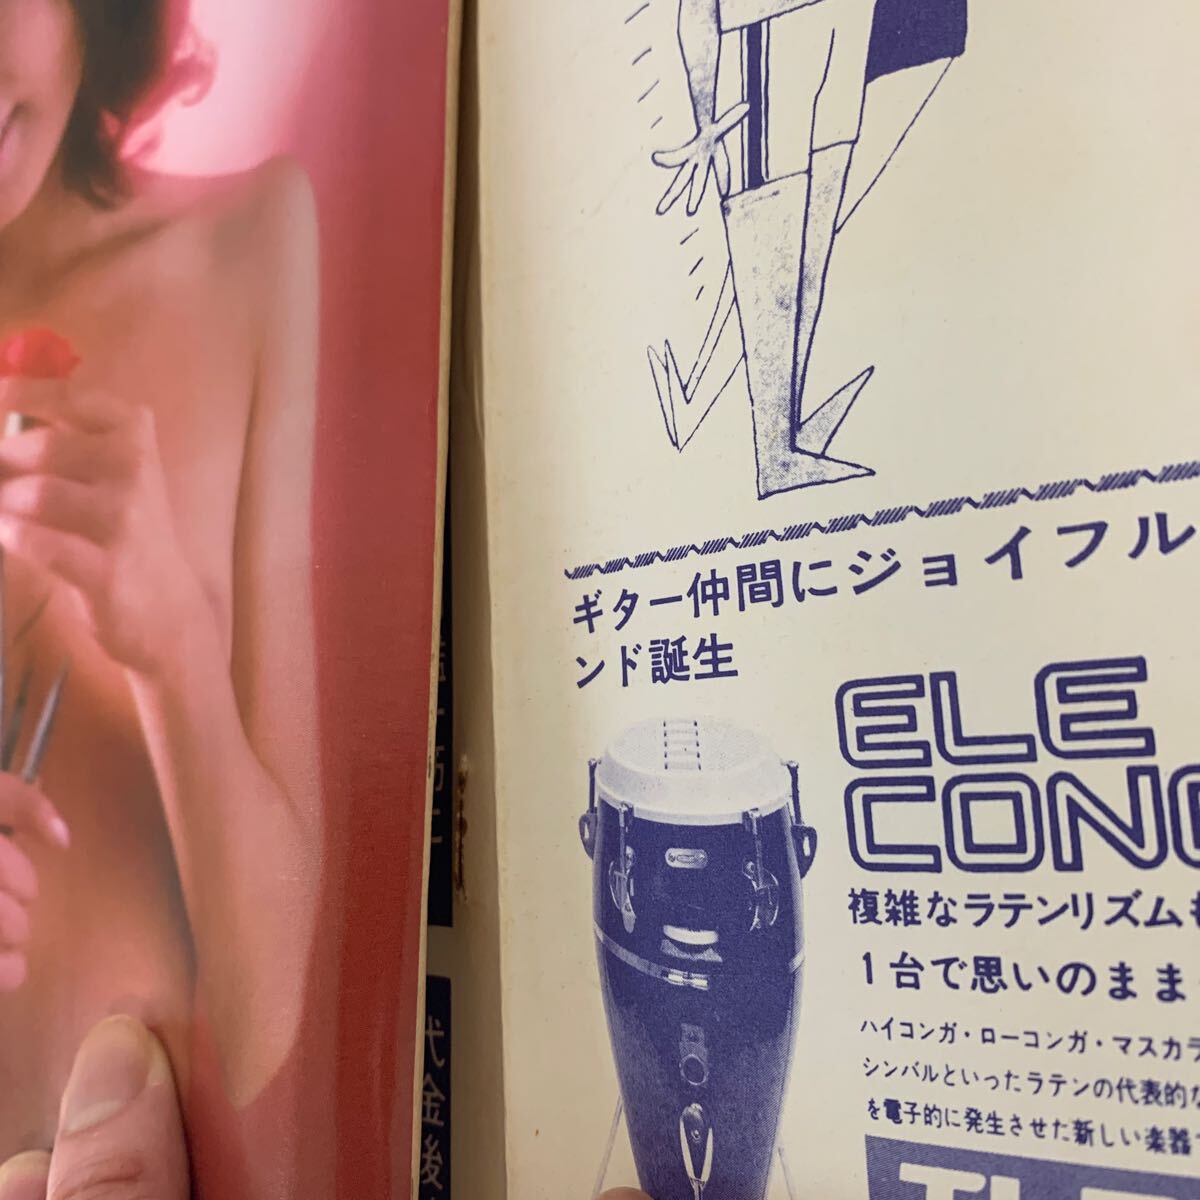 ギター仲間にジョイフル
ンド誕生
ELE
CONG
複雑なラテンリズムも
1台で思いのまま
ハイコンガ・ローコンガ・マスカラ
シンバルといったラテンの代表的な
を電子的に発生させた新しい楽器
代金後